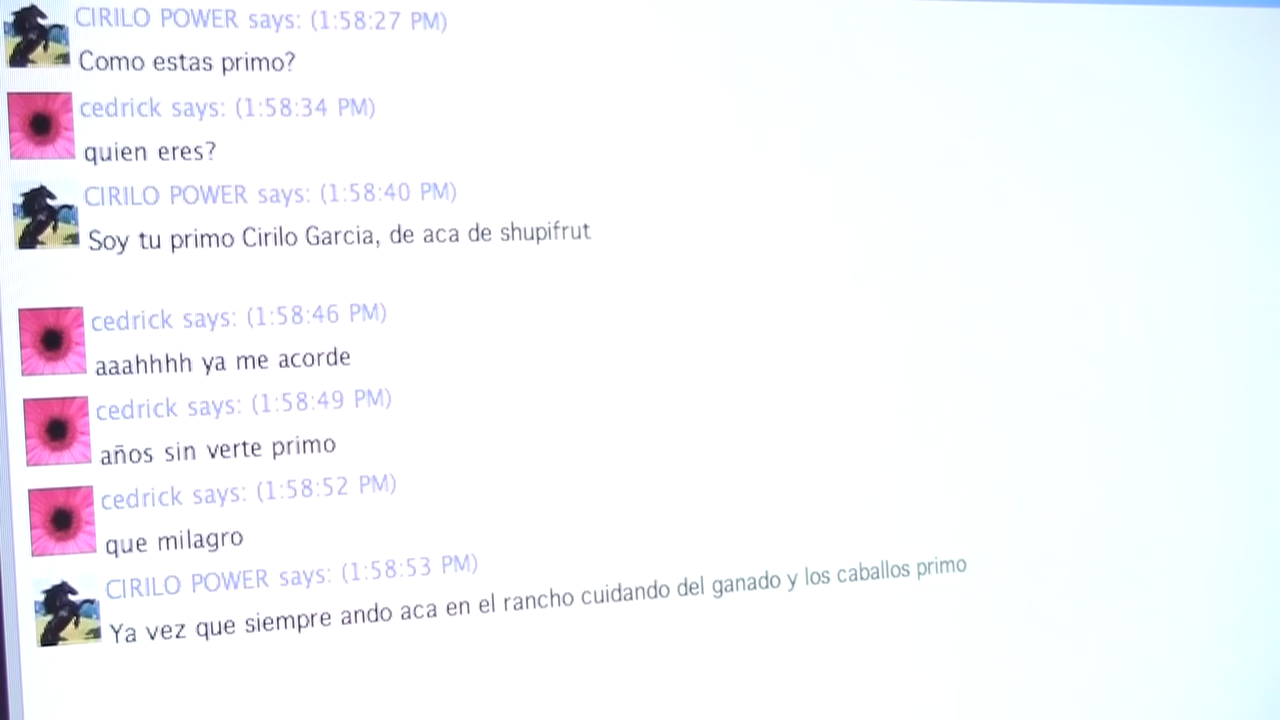 CIRILO POWER says: (1:58:27 PM)
Como estas primo?
cedrick says: (1:58:34 PM)
quien eres?
CIRILO POWER says: (1:58:40 PM)
Soy tu primo Cirilo Garcia, de aca de shupifrut
cedrick says: (1:58:46 PM)
aaahhhh ya me acorde
cedrick says: (1:58:49 PM)
años sin verte primo
cedrick says: (1:58:52 PM)
que milagro
CIRILO POWER says: (1:58:53 PM)
Ya vez que siempre ando aca en el rancho cuidando del ganado y los caballos primo